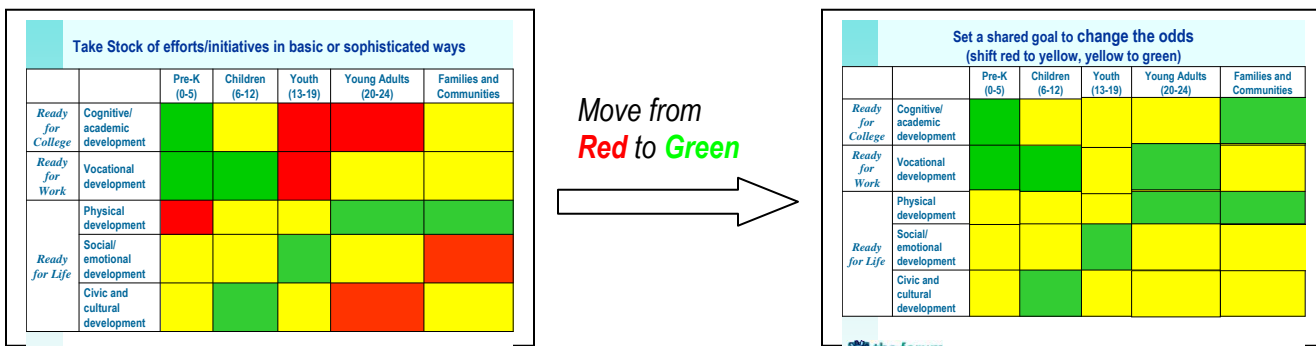 Take Stock of efforts/initiatives in basic or sophisticated ways
Pre-K
(0-5)
Children
(6-12)
Youth
(13-19)
Young Adults
(20-24)
Families and
Communities
Ready
for
College
Cognitive/
academic
development
Ready
for
Work
Vocational
development
Ready
for Life
Physical
development
Social/
emotional
development
Civic and
cultural
development
Move from
Red to Green
Set a shared goal to change the odds
(shift red to yellow, yellow to green)
Pre-K
(0-5)
Children
(6-12)
Youth
(13-19)
Young Adults
(20-24)
Families and
Communities
Ready
for
College
Cognitive/
academic
development
Ready
for
Work
Vocational
development
Ready
for Life
Physical
development
Social/
emotional
development
Civic and
cultural
development
the forum